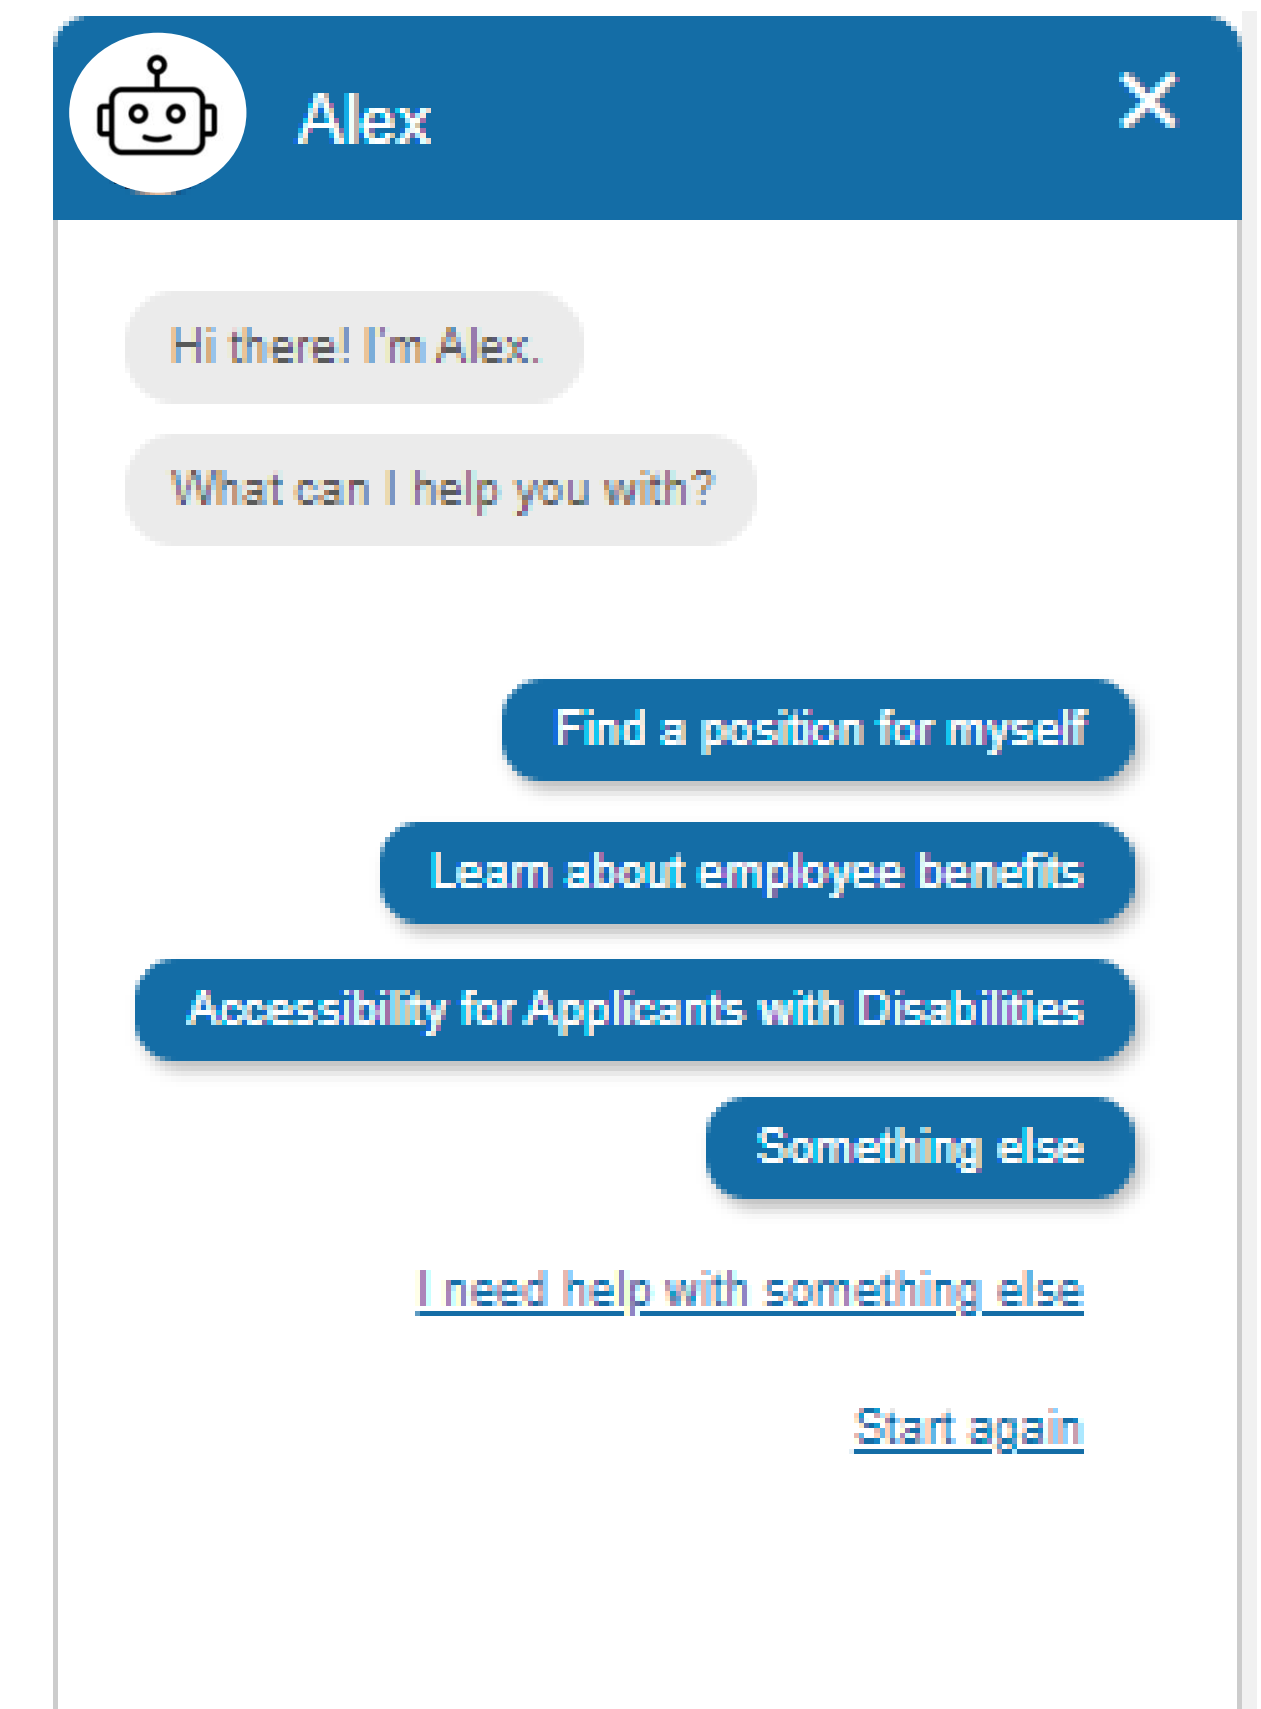 Alex
Hi there! I'm Alex.
What can I help you with?
Find a position for myself
Learn about employee benefits
Accessibility for Applicants with Disabilities
Something else
I need help with something else
Start again